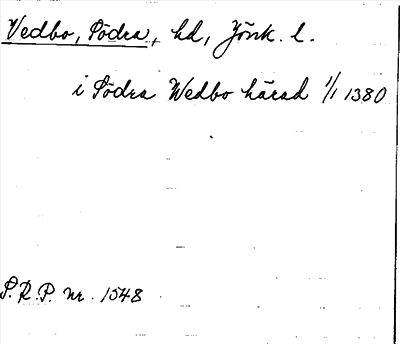 Vedbo, Södra, hd, Jönk. l.
i Södra Wedbo härad 1/1 1380
S.R.P. nr. 1548